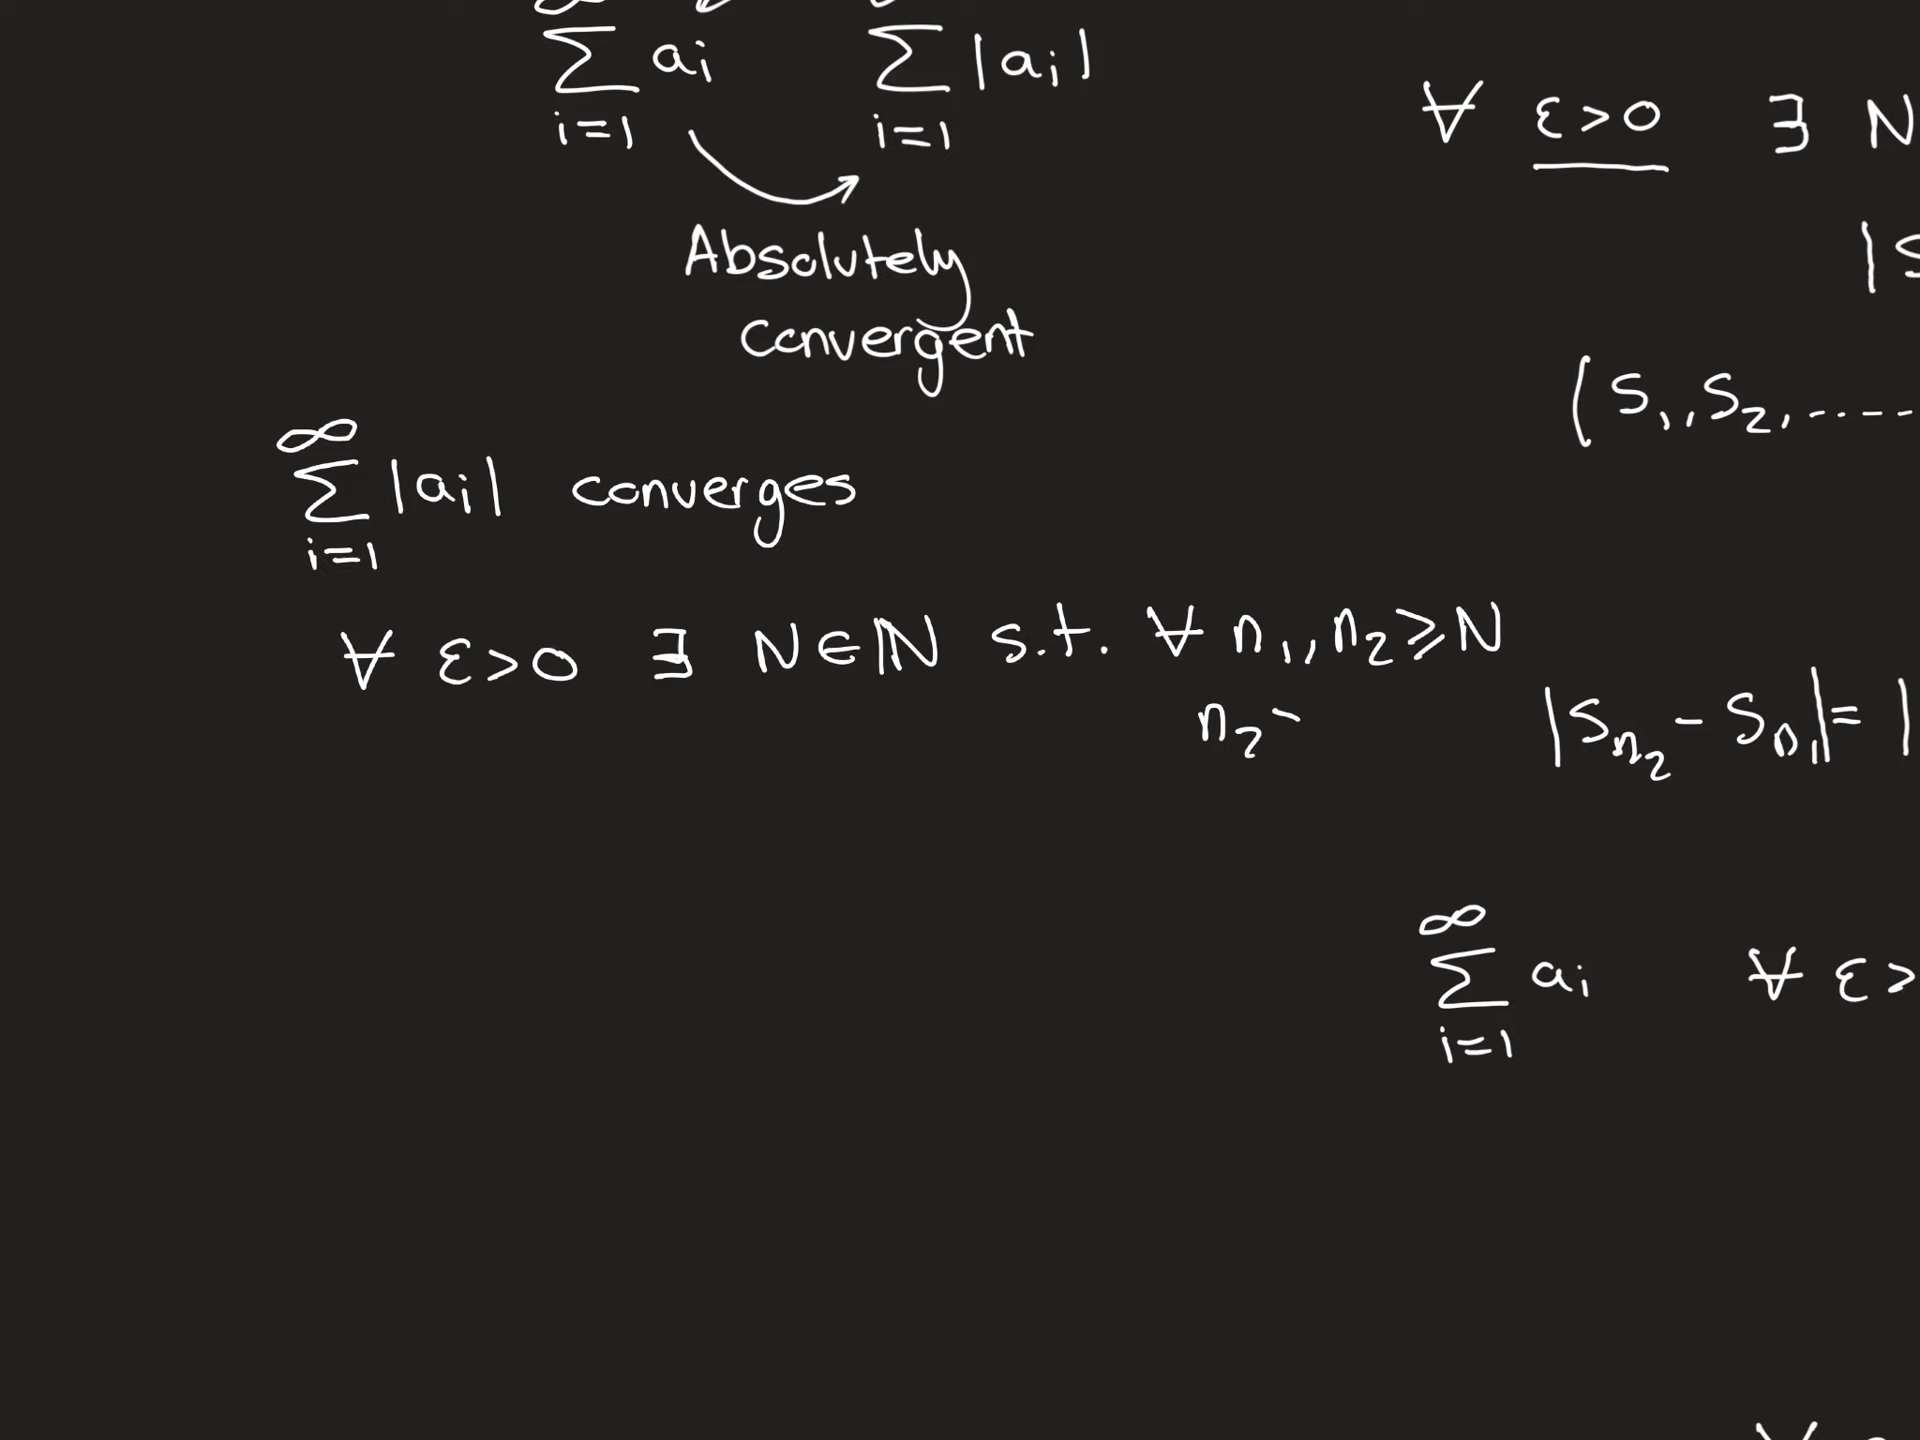 ∑ aᵢ   ∑ |aᵢ|
i=1   i=1
Absolutely
convergent
∞
∑ |aᵢ| converges
i=1
∀ ε>0 ∃ N∈ℕ s.t. ∀ n₁, n₂ ≥ N
n₂
∀ ε>0 ∃ N
(S₁, S₂, .....
|Sₙ₂ - Sₙ₁| = |
∞
∑ aᵢ   ∀ ε>
i=1